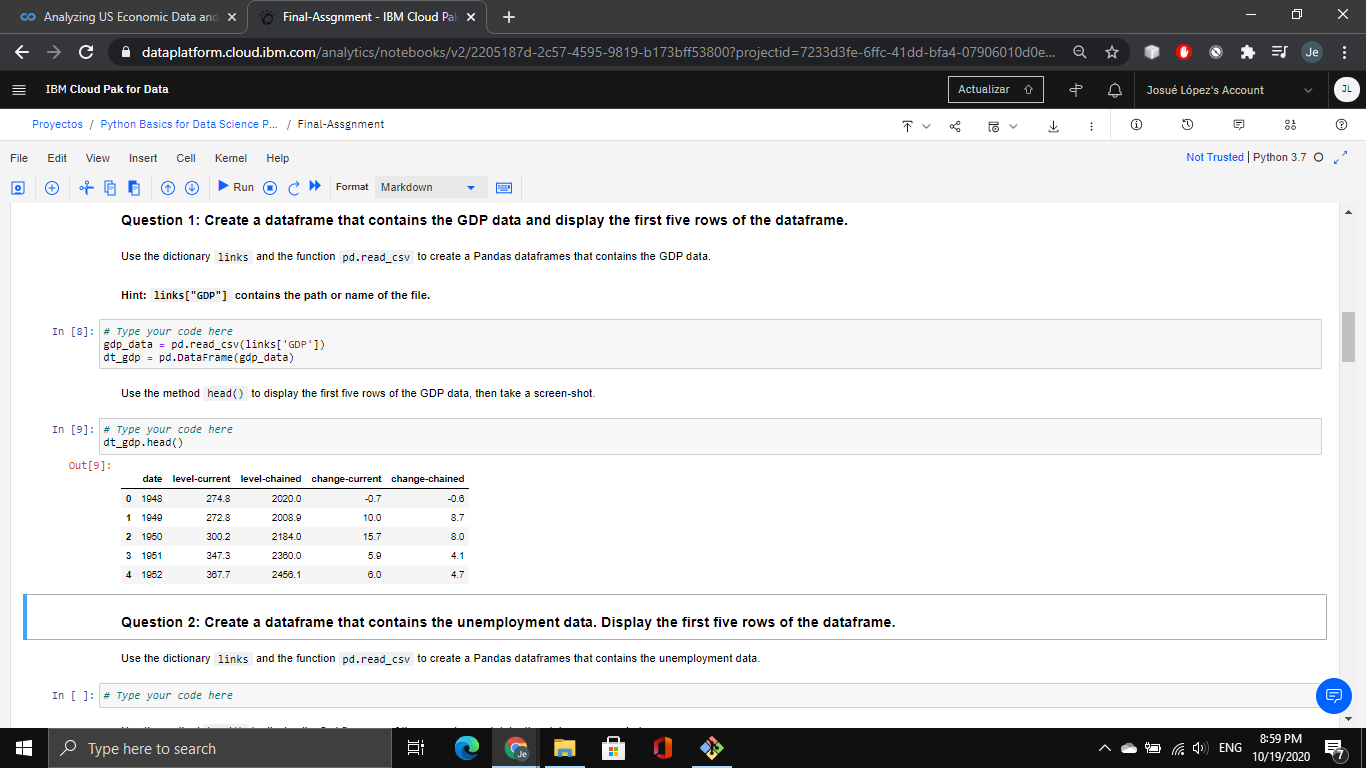 Analyzing US Economic Data and
Final-Assgnment - IBM Cloud Pak
dataplatform.cloud.ibm.com/analytics/notebooks/v2/2205187d-2c57-4595-9819-b173bff53800?projectid=7233d3fe-6ffc-41dd-bfa4-07906010d0e...
Je
IBM Cloud Pak for Data
Actualizar
Josué López's Account
JL
Proyectos / Python Basics for Data Science P... / Final-Assgnment
File Edit View Insert Cell Kernel Help
Not Trusted | Python 3.7
Run
Format
Markdown
Question 1: Create a dataframe that contains the GDP data and display the first five rows of the dataframe.
Use the dictionary links and the function pd.read_csv to create a Pandas dataframes that contains the GDP data.
Hint: links["GDP"] contains the path or name of the file.
In [8]: # Type your code here
gdp_data = pd.read_csv(links['GDP'])
dt_gdp = pd.DataFrame(gdp_data)
Use the method head() to display the first five rows of the GDP data, then take a screen-shot.
In [9]: # Type your code here
dt_gdp.head()
Out[9]:
date level-current level-chained change-current change-chained
0 1948 274.8 2020.0 -0.7 -0.6
1 1949 272.8 2008.9 10.0 8.7
2 1950 300.2 2184.0 15.7 8.0
3 1951 347.3 2360.0 5.9 4.1
4 1952 367.7 2456.1 6.0 4.7
Question 2: Create a dataframe that contains the unemployment data. Display the first five rows of the dataframe.
Use the dictionary links and the function pd.read_csv to create a Pandas dataframes that contains the unemployment data.
In [ ]: # Type your code here
Type here to search
Je
ENG
8:59 PM
10/19/2020
7